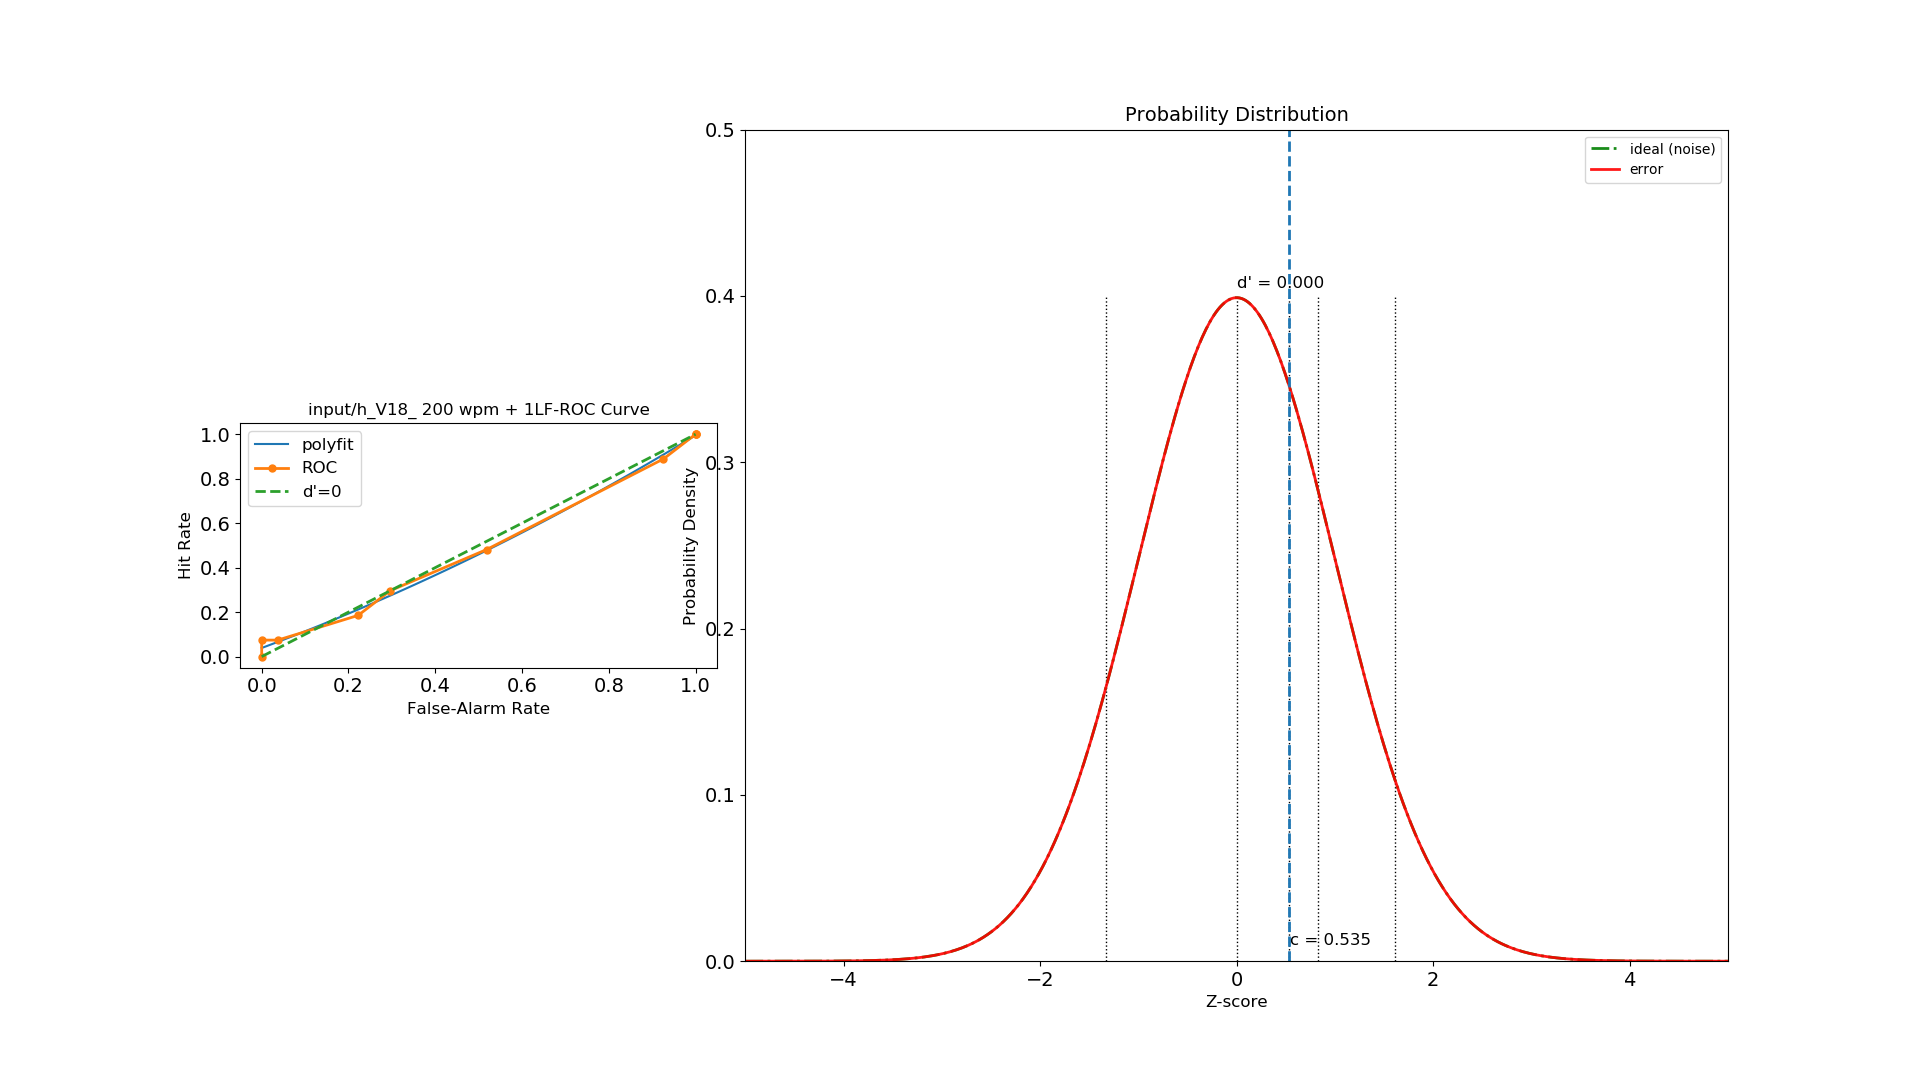 input/h_V18_ 200 wpm + 1LF-ROC Curve
polyfit
ROC
d'=0
1.0
0.8
0.6
0.4
0.2
0.0
Hit Rate
0.0 0.2 0.4 0.6 0.8 1.0
False-Alarm Rate
Probability Distribution
ideal (noise)
error
0.5
0.4
0.3
0.2
0.1
0.0
Probability Density
d' = 0.000
c = 0.535
−4 −2 0 2 4
Z-score